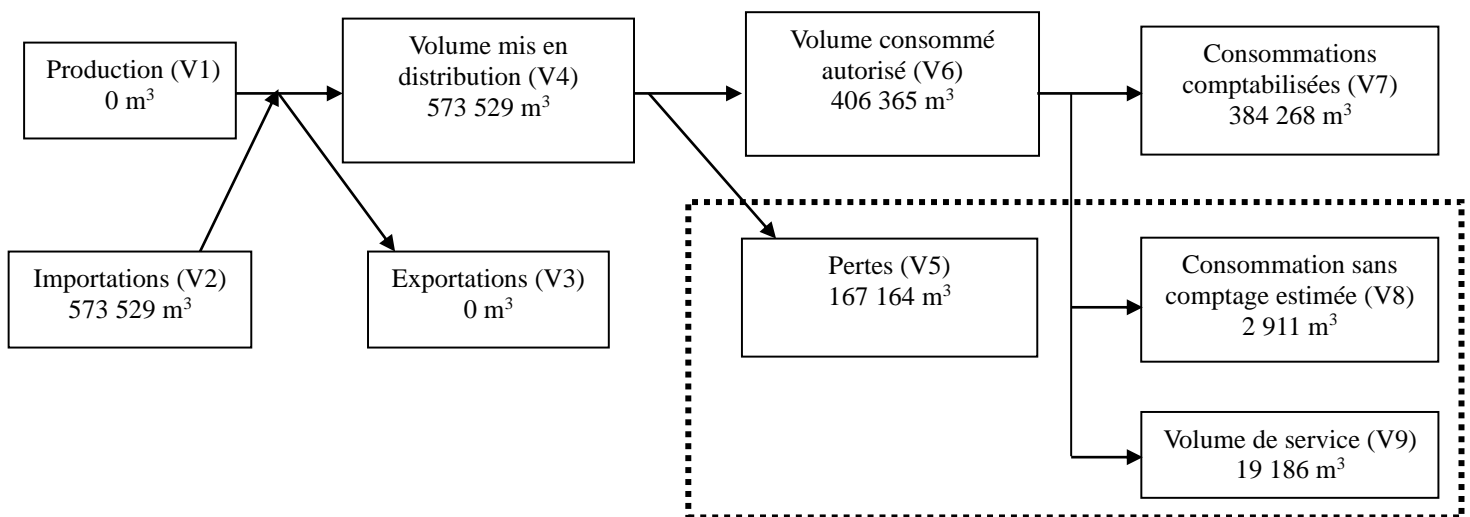 Production (V1)
0 m³
Volume mis en
distribution (V4)
573 529 m³
Volume consommé
autorisé (V6)
406 365 m³
Consommations
comptabilisées (V7)
384 268 m³
Importations (V2)
573 529 m³
Exportations (V3)
0 m³
Pertes (V5)
167 164 m³
Consommation sans
comptage estimée (V8)
2 911 m³
Volume de service (V9)
19 186 m³